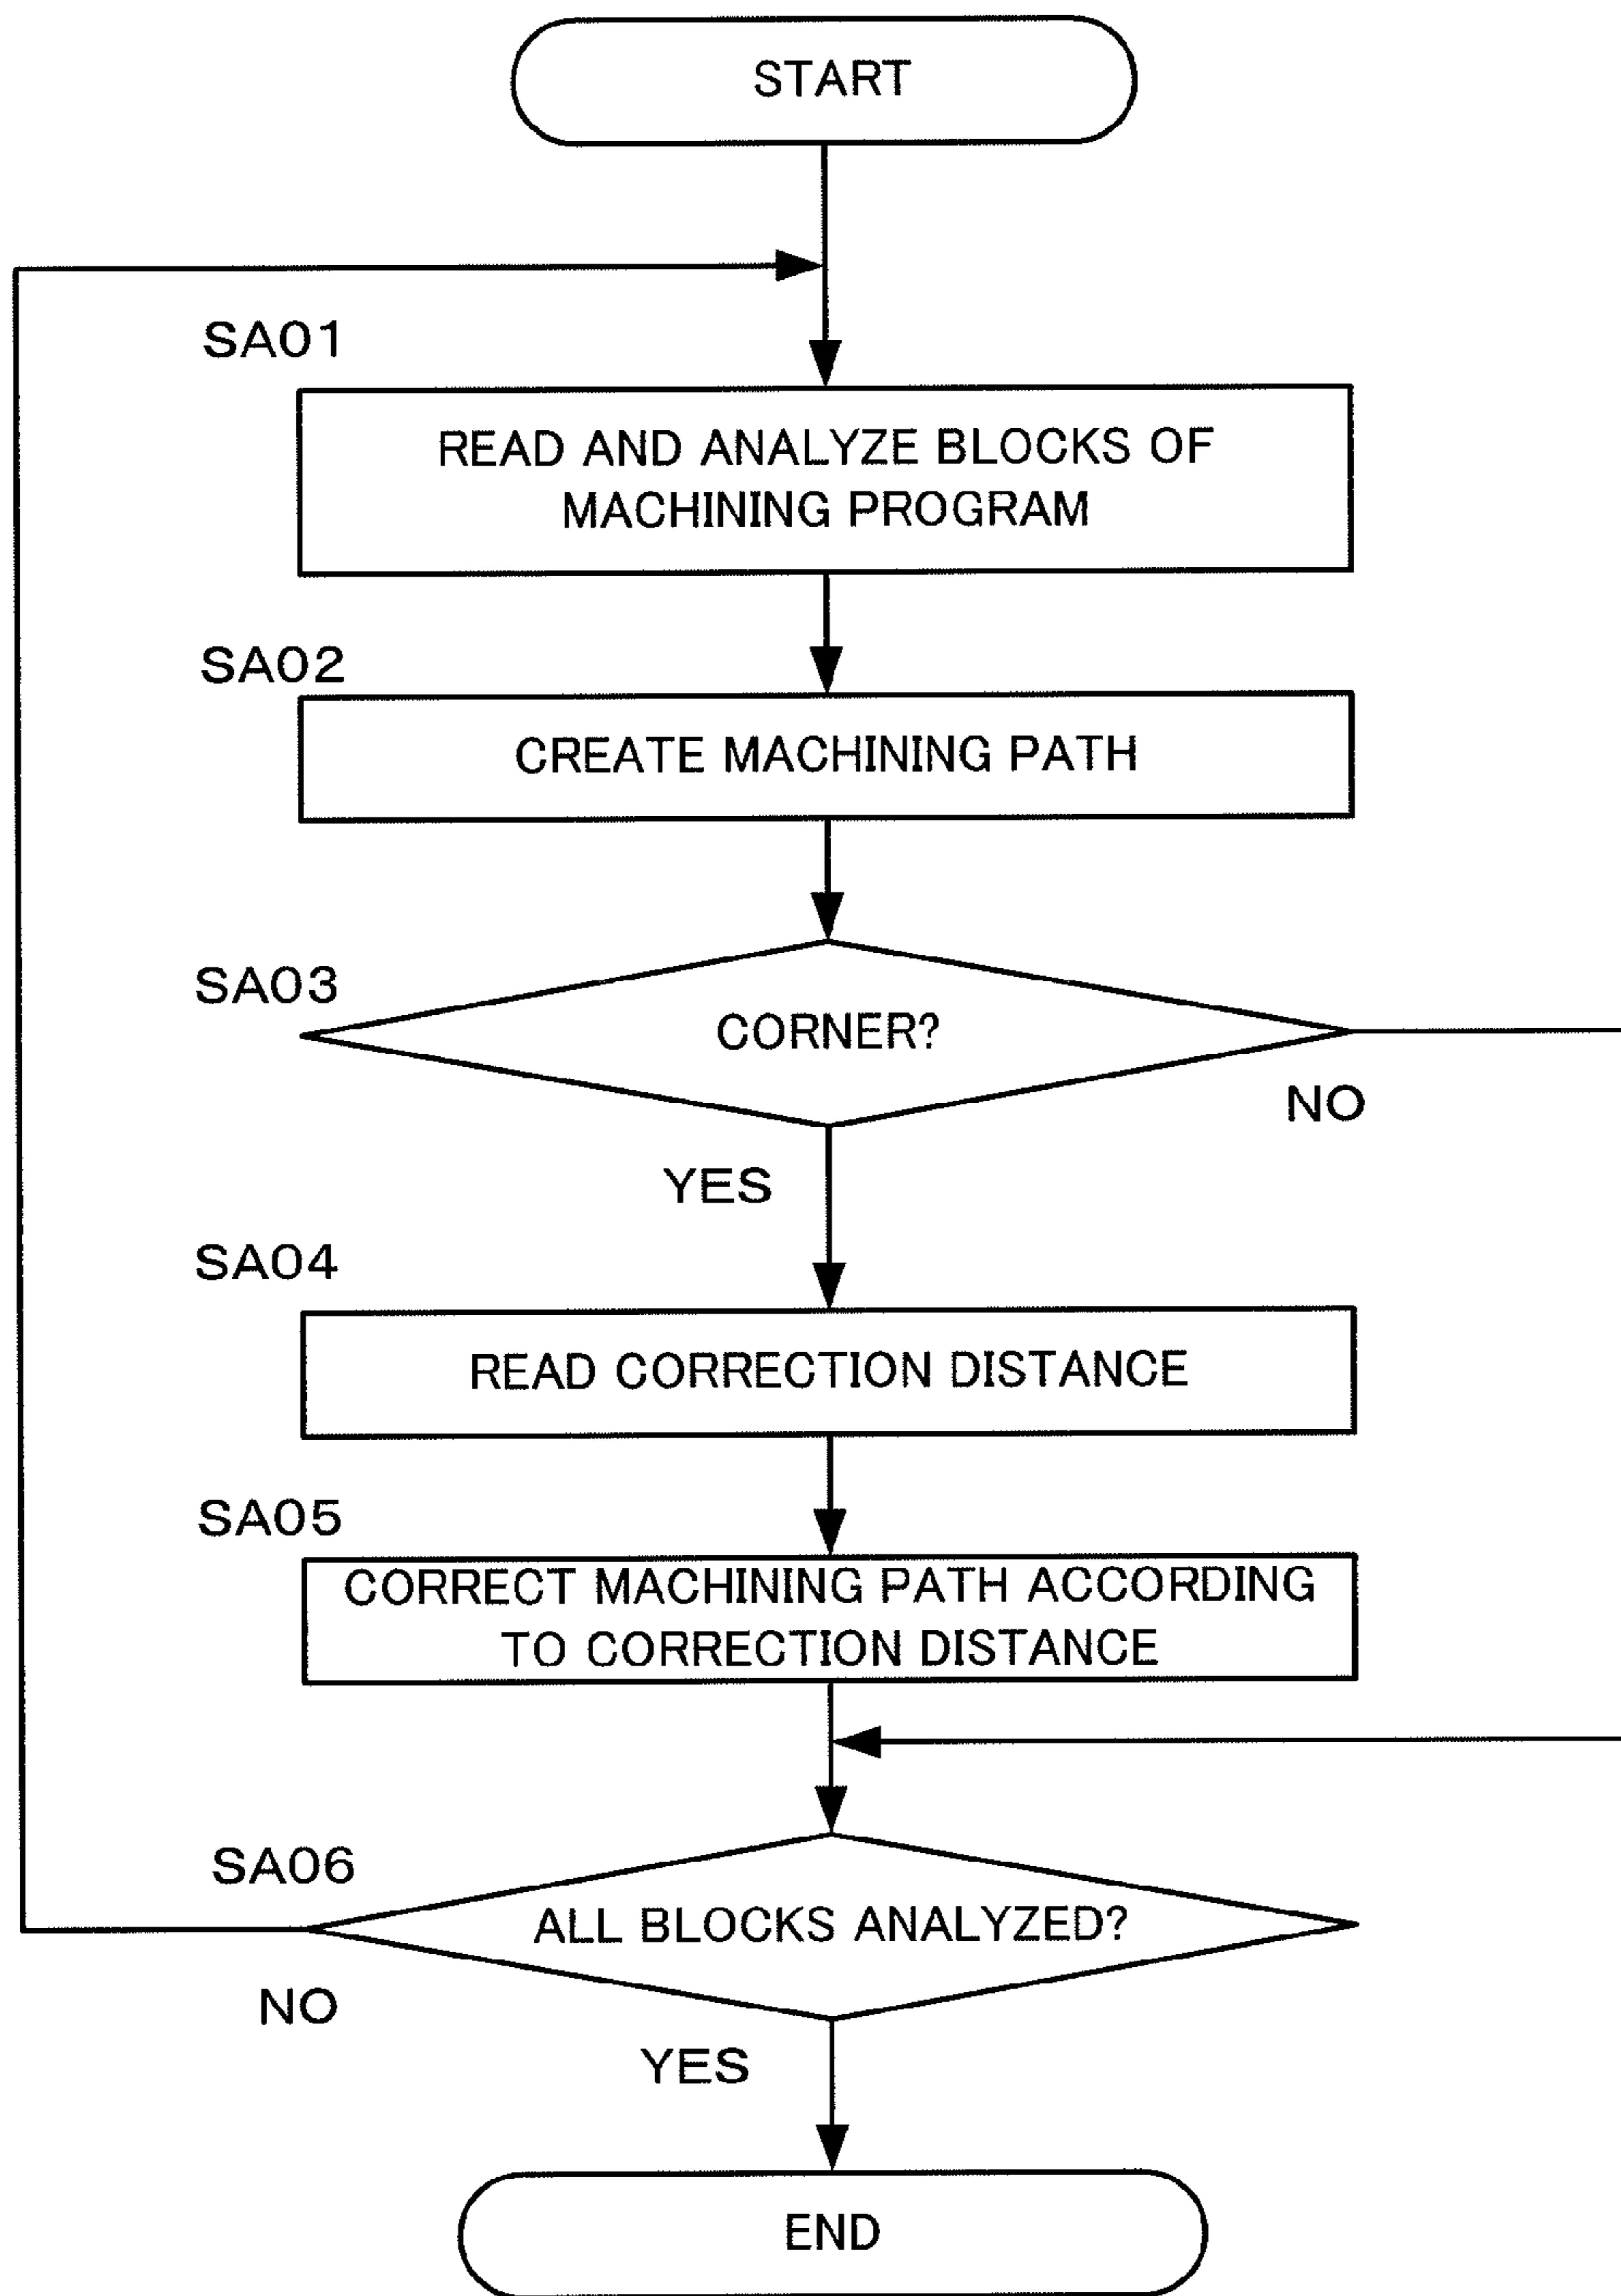 START
SA01
READ AND ANALYZE BLOCKS OF
MACHINING PROGRAM
SA02
CREATE MACHINING PATH
SA03
CORNER?
NO
YES
SA04
READ CORRECTION DISTANCE
SA05
CORRECT MACHINING PATH ACCORDING
TO CORRECTION DISTANCE
SA06
ALL BLOCKS ANALYZED?
NO
YES
END